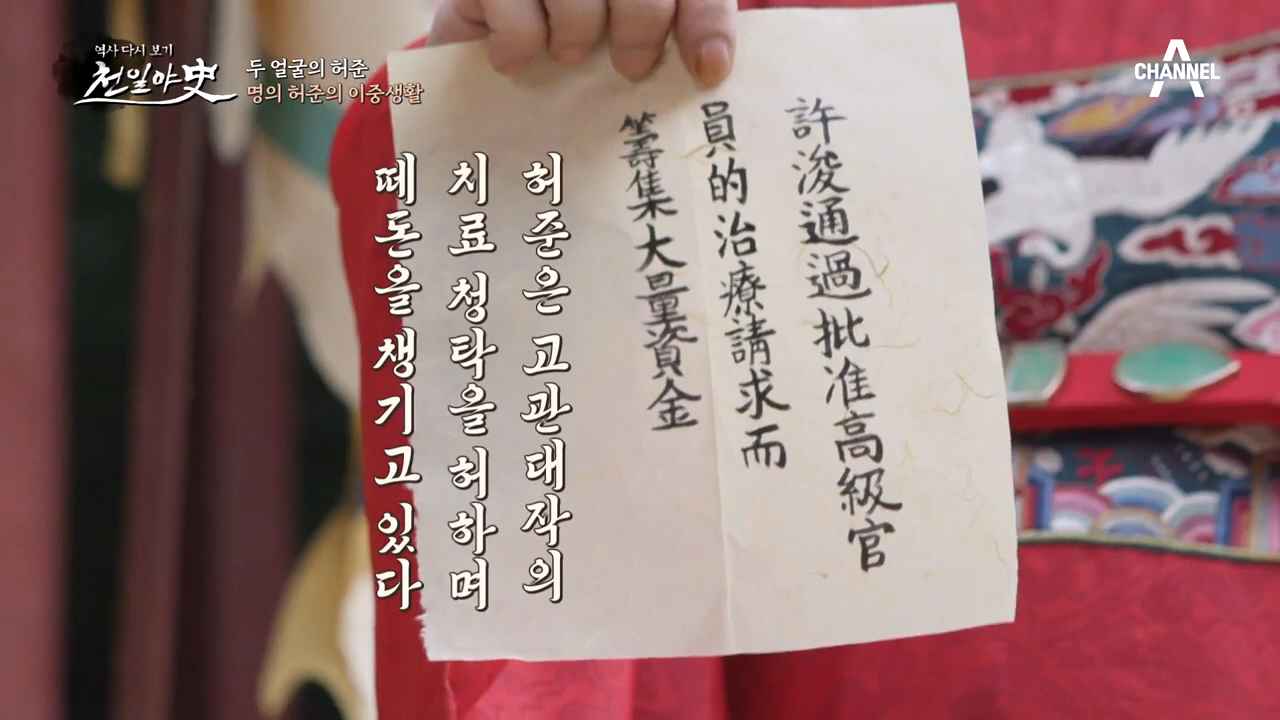 역사 다시 보기
천일야史
두 얼굴의 허준
명의 허준의 이중생활
CHANNEL A
許浚通過批准高級官
員的治療請求而
籌集大量資金
허준은 고관대작의
치료 청탁을 허하며
떼돈을 챙기고 있다